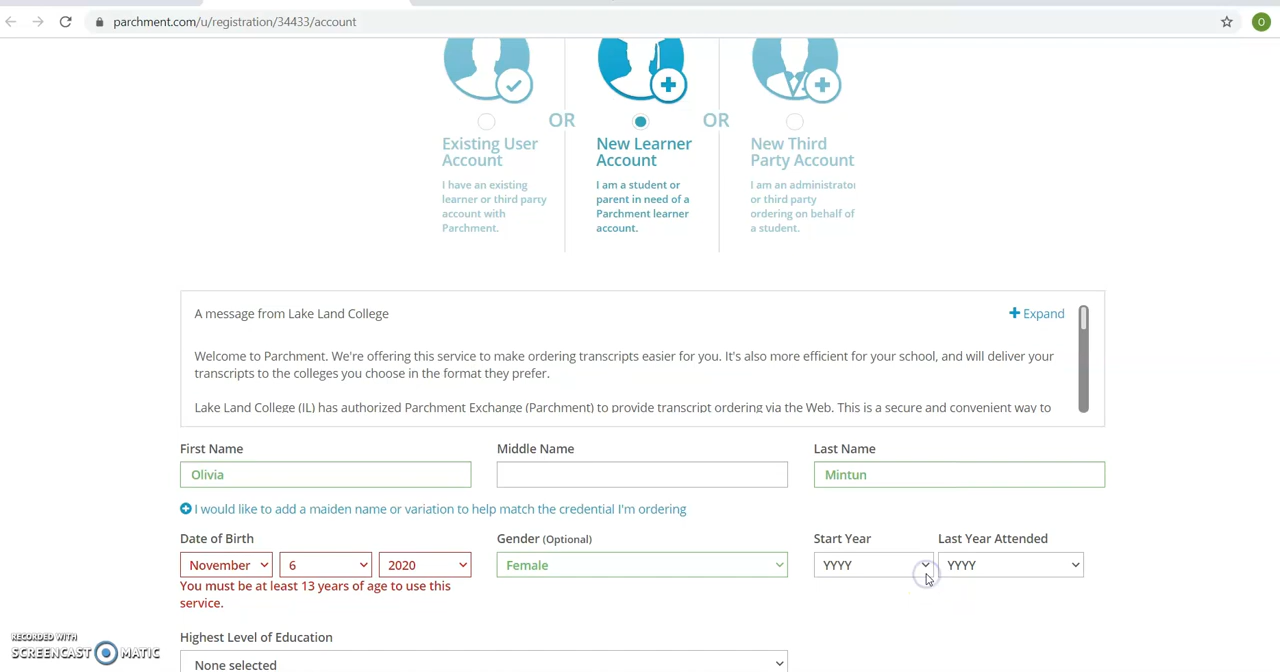 parchment.com/u/registration/34433/account
O
OR
OR
Existing User
Account
I have an existing
learner or third party
account with
Parchment.
New Learner
Account
I am a student or
parent in need of a
Parchment learner
account.
New Third
Party Account
I am an administrator
or third party
ordering on behalf of
a student.
A message from Lake Land College
Expand
Welcome to Parchment. We're offering this service to make ordering transcripts easier for you. It's also more efficient for your school, and will deliver your
transcripts to the colleges you choose in the format they prefer.
Lake Land College (IL) has authorized Parchment Exchange (Parchment) to provide transcript ordering via the Web. This is a secure and convenient way to
First Name
Middle Name
Last Name
Olivia
Mintun
I would like to add a maiden name or variation to help match the credential I'm ordering
Date of Birth
Gender (Optional)
Start Year
Last Year Attended
November
6
2020
Female
YYYY
YYYY
You must be at least 13 years of age to use this
service.
Highest Level of Education
None selected
RECORDED WITH
SCREENCAST MATIC